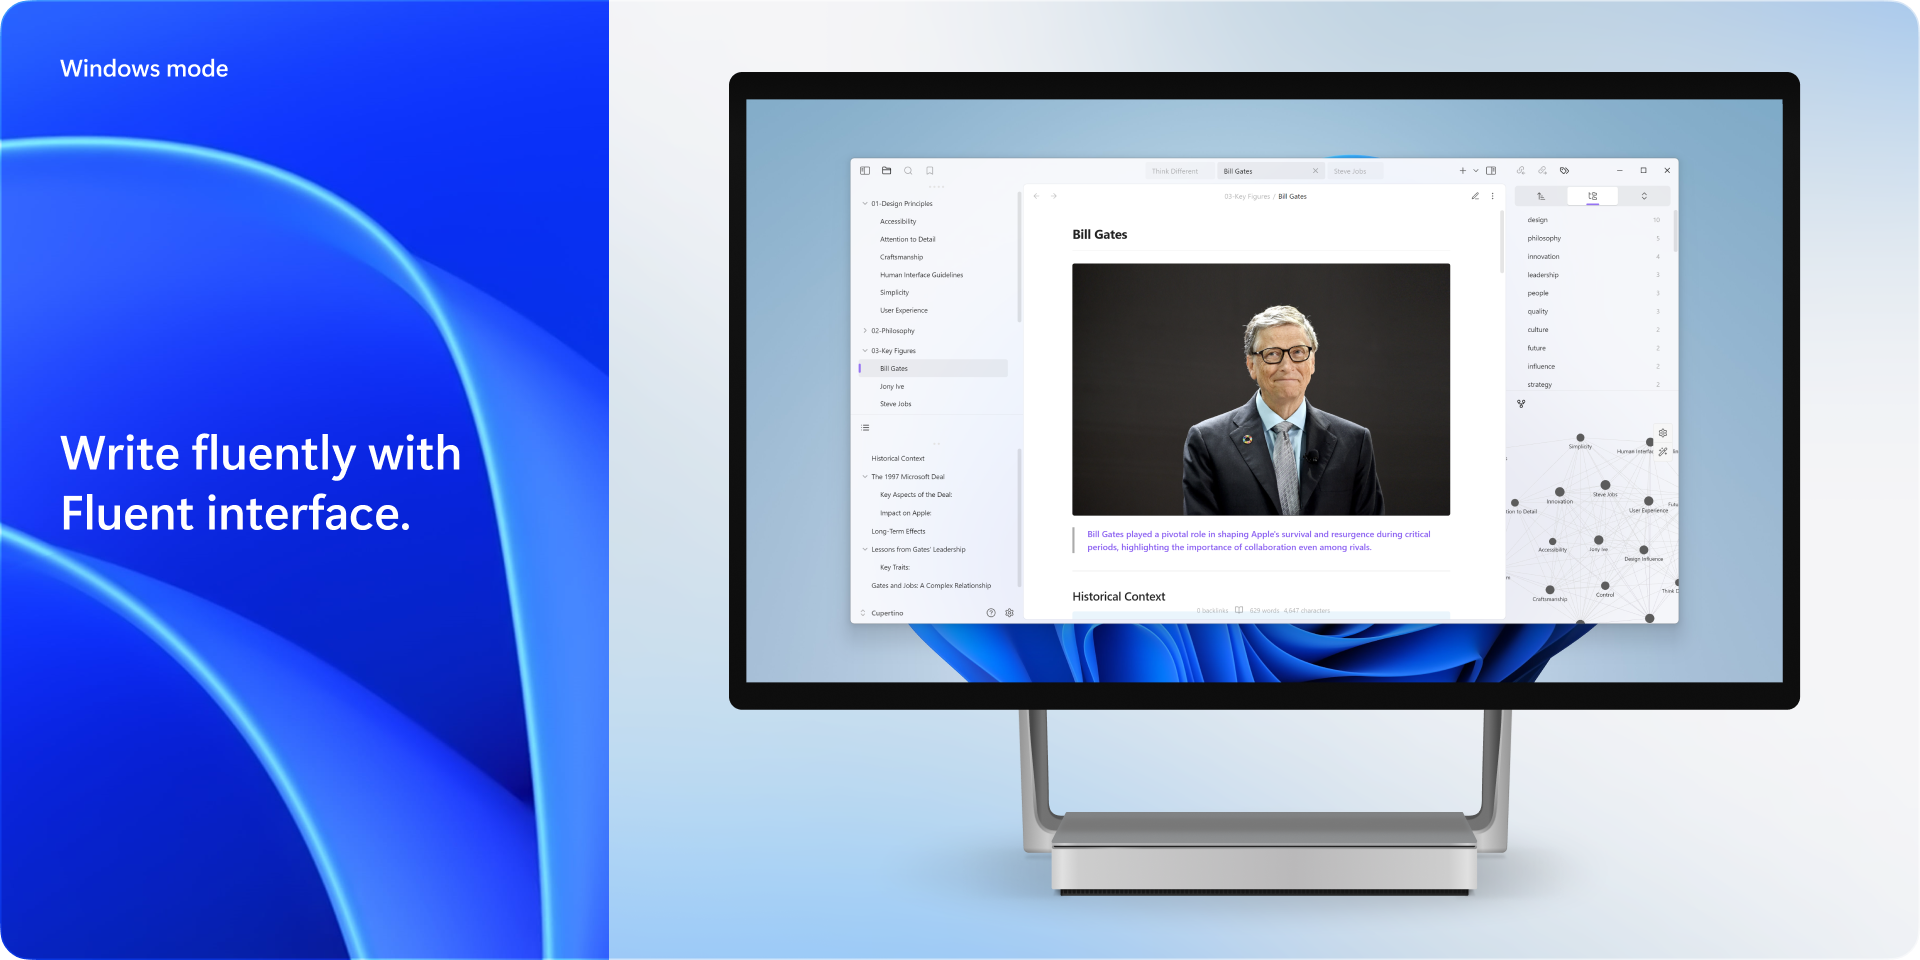 Windows mode
Write fluently with
Fluent interface.
Think Different
Bill Gates
Steve Jobs
01-Design Principles
Accessibility
Attention to Detail
Craftsmanship
Human Interface Guidelines
Simplicity
User Experience
02-Philosophy
03-Key Figures
Bill Gates
Jony Ive
Steve Jobs
Historical Context
The 1997 Microsoft Deal
Key Aspects of the Deal:
Impact on Apple:
Long-Term Effects
Lessons from Gates' Leadership
Key Traits:
Gates and Jobs: A Complex Relationship
Cupertino
03-Key Figures / Bill Gates
Bill Gates
Bill Gates played a pivotal role in shaping Apple's survival and resurgence during critical
periods, highlighting the importance of collaboration even among rivals.
Historical Context
0 backlinks 629 words 4,647 characters
design 10
philosophy 5
innovation 4
leadership 3
people 3
quality 3
culture 2
future 2
influence 2
strategy 2
Simplicity
Human Interfac
Innovation
Steve Jobs
tion to Detail
User Experience
Futu
Accessibility
Jony Ive
Design Influence
Craftsmanship
Control
Think D